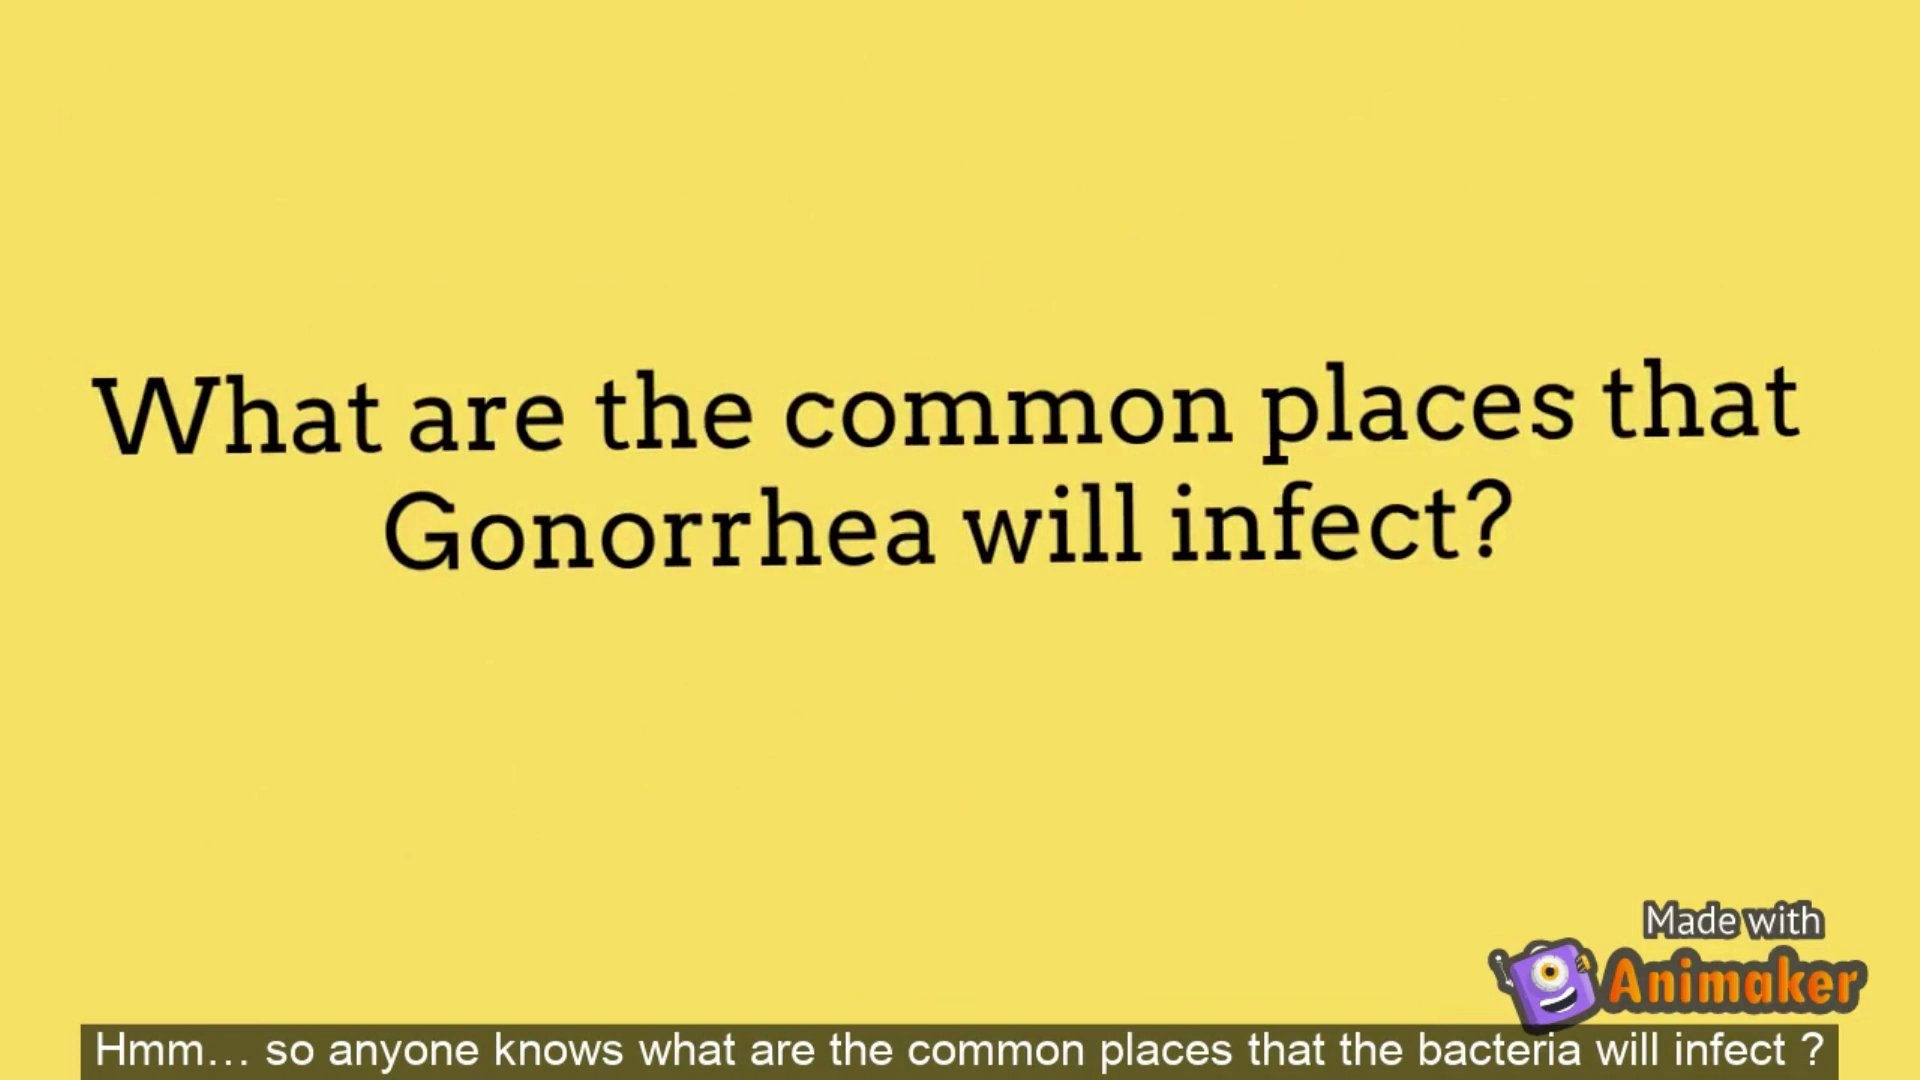 What are the common places that
Gonorrhea will infect?
Made with
Animaker
Hmm... so anyone knows what are the common places that the bacteria will infect ?